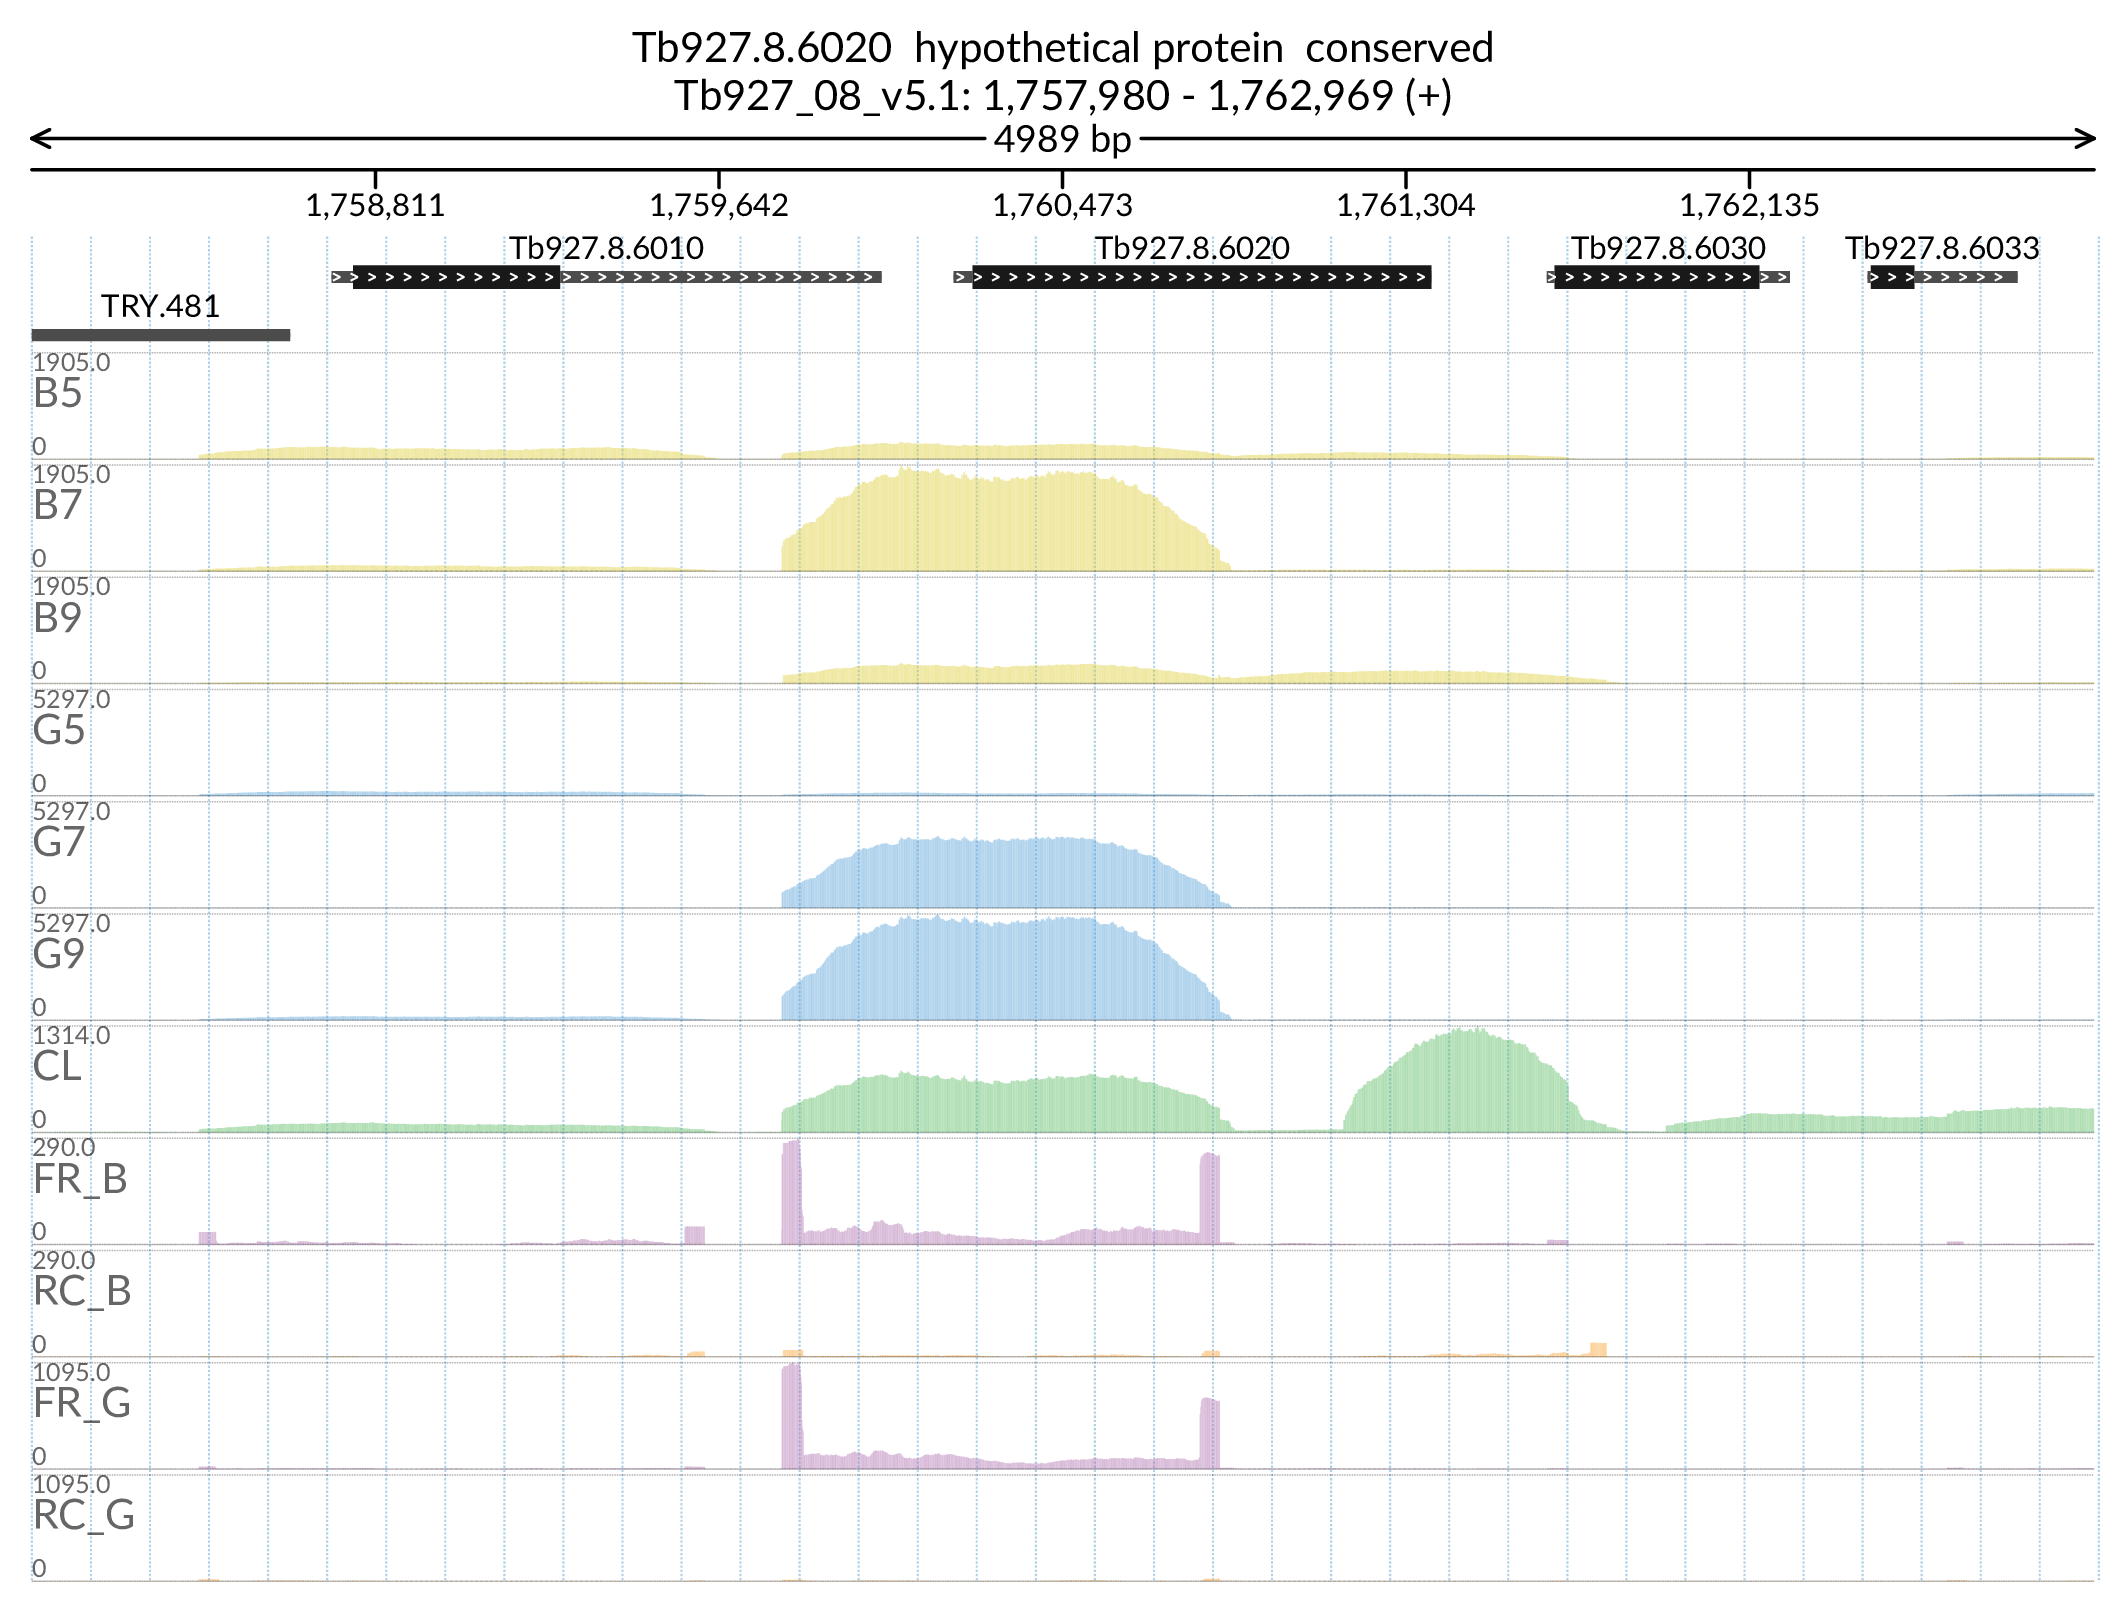 Tb927.8.6020  hypothetical protein  conserved
Tb927_08_v5.1: 1,757,980 - 1,762,969 (+)
4989 bp
1,758,811 1,759,642 1,760,473 1,761,304 1,762,135
Tb927.8.6010 Tb927.8.6020 Tb927.8.6030 Tb927.8.6033
TRY.481
1905.0
B5
0
1905.0
B7
0
1905.0
B9
0
5297.0
G5
0
5297.0
G7
0
5297.0
G9
0
1314.0
CL
0
290.0
FR_B
0
290.0
RC_B
0
1095.0
FR_G
0
1095.0
RC_G
0